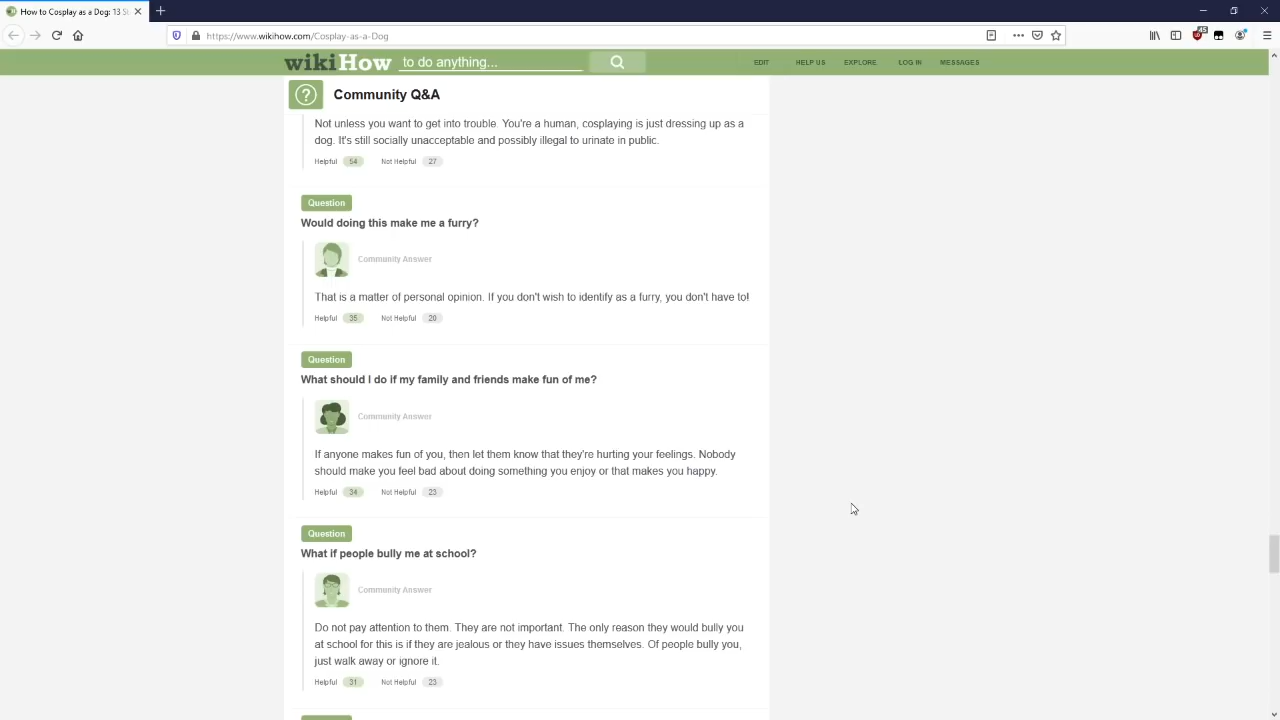 How to Cosplay as a Dog: 13 St
https://www.wikihow.com/Cosplay-as-a-Dog
wikiHow to do anything... EDIT HELP US EXPLORE LOG IN MESSAGES
Community Q&A
Not unless you want to get into trouble. You're a human, cosplaying is just dressing up as a
dog. It's still socially unacceptable and possibly illegal to urinate in public.
Helpful 54 Not Helpful 27
Question
Would doing this make me a furry?
Community Answer
That is a matter of personal opinion. If you don't wish to identify as a furry, you don't have to!
Helpful 35 Not Helpful 20
Question
What should I do if my family and friends make fun of me?
Community Answer
If anyone makes fun of you, then let them know that they're hurting your feelings. Nobody
should make you feel bad about doing something you enjoy or that makes you happy.
Helpful 34 Not Helpful 23
Question
What if people bully me at school?
Community Answer
Do not pay attention to them. They are not important. The only reason they would bully you
at school for this is if they are jealous or they have issues themselves. Of people bully you,
just walk away or ignore it.
Helpful 31 Not Helpful 23